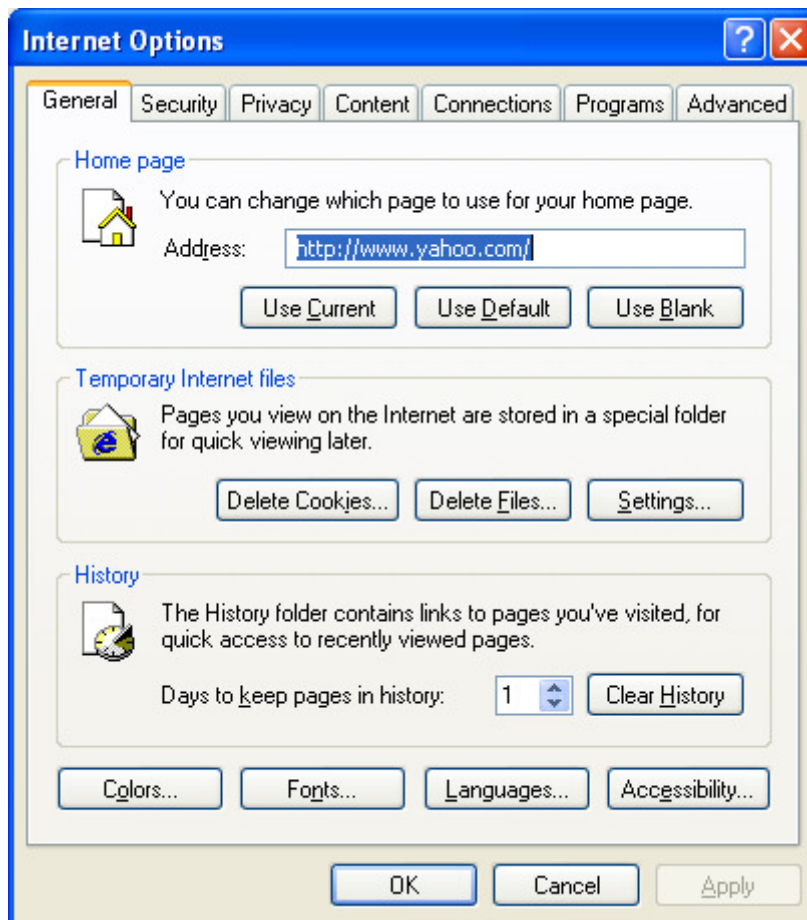 Internet Options
General Security Privacy Content Connections Programs Advanced
Home page
You can change which page to use for your home page.
Address: http://www.yahoo.com/
Use Current Use Default Use Blank
Temporary Internet files
Pages you view on the Internet are stored in a special folder
for quick viewing later.
Delete Cookies... Delete Files... Settings...
History
The History folder contains links to pages you've visited, for
quick access to recently viewed pages.
Days to keep pages in history: 1 Clear History
Colors... Fonts... Languages... Accessibility...
OK Cancel Apply